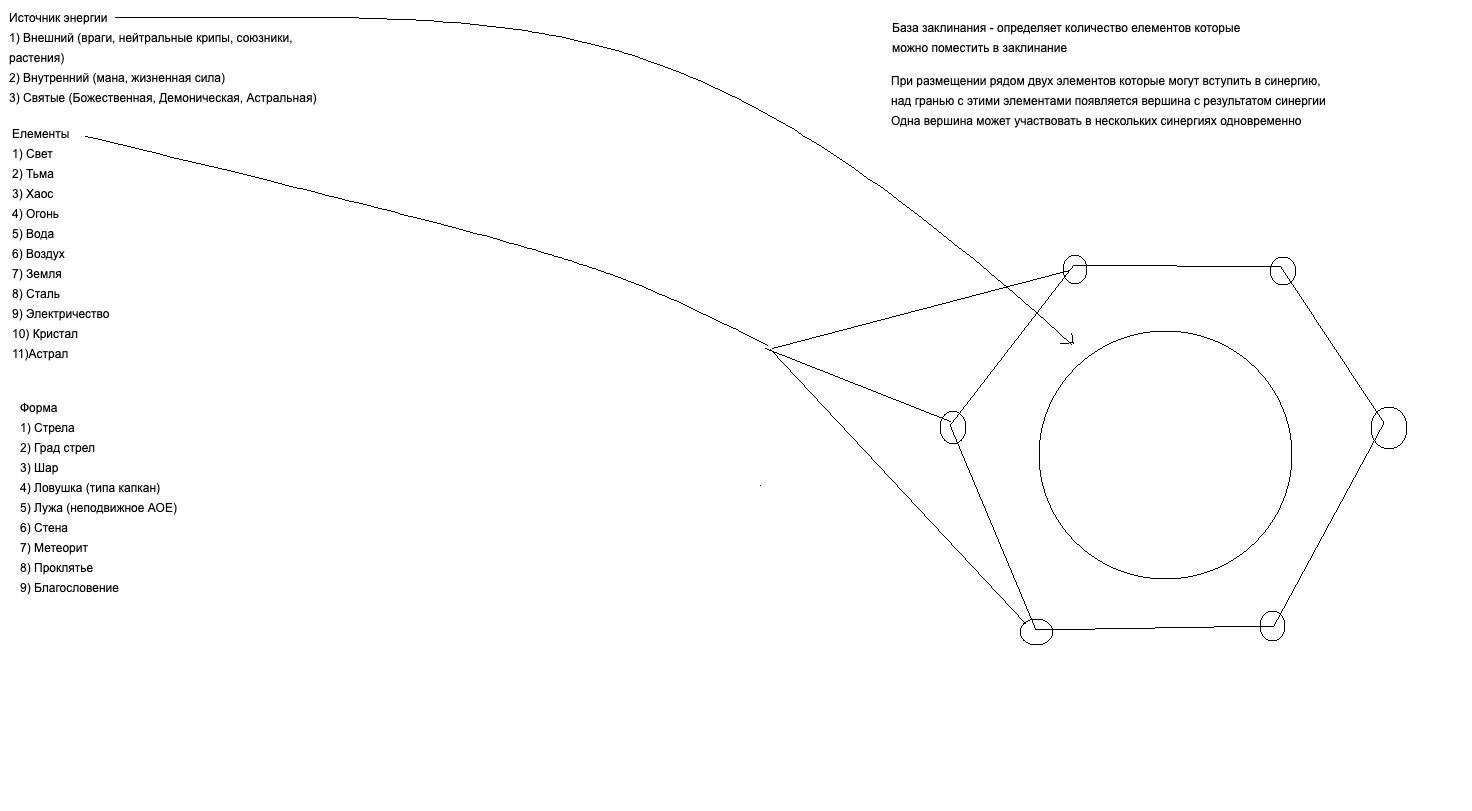 Источник энергии
1) Внешний (враги, нейтральные крипы, союзники,
растения)
2) Внутренний (мана, жизненная сила)
3) Святые (Божественная, Демоническая, Астральная)
Елементы
1) Свет
2) Тьма
3) Хаос
4) Огонь
5) Вода
6) Воздух
7) Земля
8) Сталь
9) Электричество
10) Кристал
11)Астрал
Форма
1) Стрела
2) Град стрел
3) Шар
4) Ловушка (типа капкан)
5) Лужа (неподвижное АОЕ)
6) Стена
7) Метеорит
8) Проклятье
9) Благословение
База заклинания - определяет количество елементов которые
можно поместить в заклинание
При размещении рядом двух элементов которые могут вступить в синергию,
над гранью с этими элементами появляется вершина с результатом синергии
Одна вершина может участвовать в нескольких синергиях одновременно